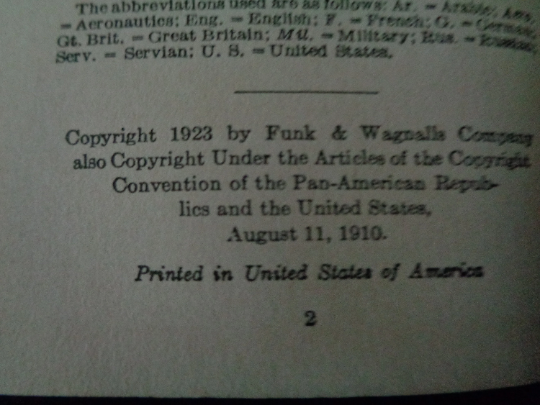 The abbreviations used are as follows: Ar. = Arabic; Aero.
= Aeronautics; Eng. = English; F. = French; G. = German;
Gt. Brit. = Great Britain; Mil. = Military; Rus. = Russian;
Serv. = Servian; U. S. = United States.
Copyright 1923 by Funk & Wagnalls Company
also Copyright Under the Articles of the Copyright
Convention of the Pan-American Repub-
lics and the United States,
August 11, 1910.
Printed in United States of America
2